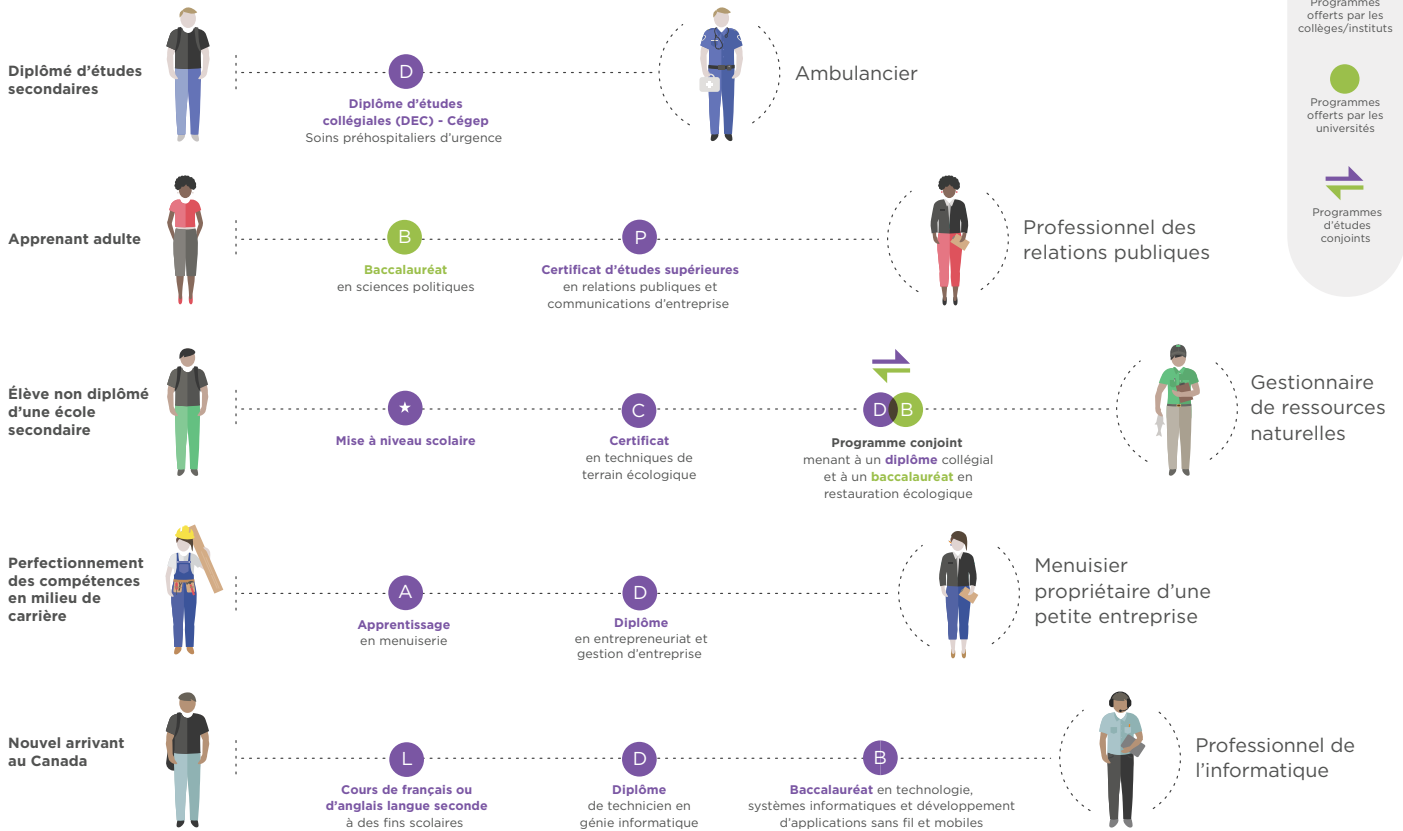 Diplômé d'études
secondaires
D
Diplôme d'études
collégiales (DEC) - Cégep
Soins préhospitaliers d'urgence
Ambulancier
Programmes
offerts par les
collèges/instituts
Programmes
offerts par les
universités
Programmes
d'études
conjoints
Apprenant adulte
B
Baccalauréat
en sciences politiques
P
Certificat d'études supérieures
en relations publiques et
communications d'entreprise
Professionnel des
relations publiques
Élève non diplômé
d'une école
secondaire
★
Mise à niveau scolaire
C
Certificat
en techniques de
terrain écologique
D B
Programme conjoint
menant à un diplôme collégial
et à un baccalauréat en
restauration écologique
Gestionnaire
de ressources
naturelles
Perfectionnement
des compétences
en milieu de
carrière
A
Apprentissage
en menuiserie
D
Diplôme
en entrepreneuriat et
gestion d'entreprise
Menuisier
propriétaire d'une
petite entreprise
Nouvel arrivant
au Canada
L
Cours de français ou
d'anglais langue seconde
à des fins scolaires
D
Diplôme
de technicien en
génie informatique
B
Baccalauréat en technologie,
systèmes informatiques et développement
d'applications sans fil et mobiles
Professionnel de
l'informatique